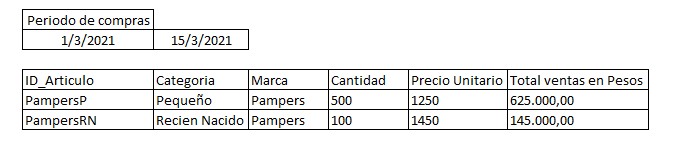 Periodo de compras
1/3/2021 15/3/2021
ID_Articulo Categoria Marca Cantidad Precio Unitario Total ventas en Pesos
PampersP Pequeño Pampers 500 1250 625.000,00
PampersRN Recien Nacido Pampers 100 1450 145.000,00